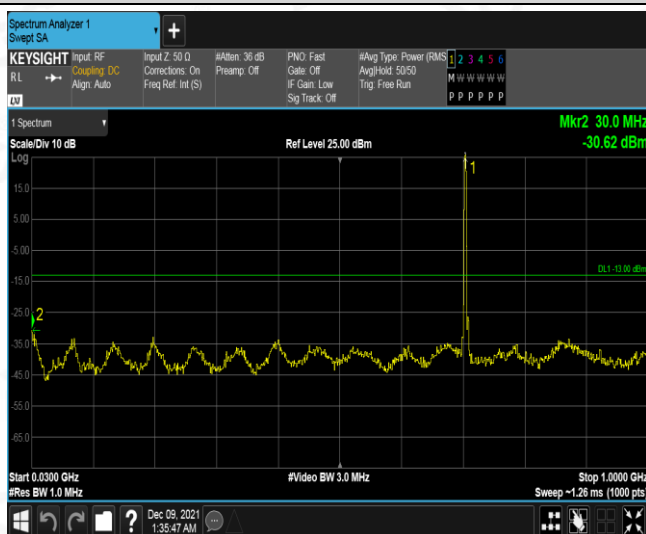 Spectrum Analyzer 1
Swept SA
+
KEYSIGHT Input: RF Input Z: 50 Ω #Atten: 36 dB PNO: Fast #Avg Type: Power (RMS 1 2 3 4 5 6
R L Coupling: DC Corrections: On Preamp: Off Gate: Off Avg|Hold: 50/50 M W W W W W
Align: Auto Freq Ref: Int (S) IF Gain: Low Trig: Free Run
Sig Track: Off P P P P P P
LXI
1 Spectrum Mkr2 30.0 MHz
Scale/Div 10 dB Ref Level 25.00 dBm -30.62 dBm
Log
1
15.0
5.00
-5.00
DL1 -13.00 dBm
-15.0
-25.0
2
-35.0
-45.0
-55.0
-65.0
Start 0.0300 GHz #Video BW 3.0 MHz Stop 1.0000 GHz
#Res BW 1.0 MHz Sweep ~1.26 ms (1000 pts)
? Dec 09, 2021
1:35:47 AM